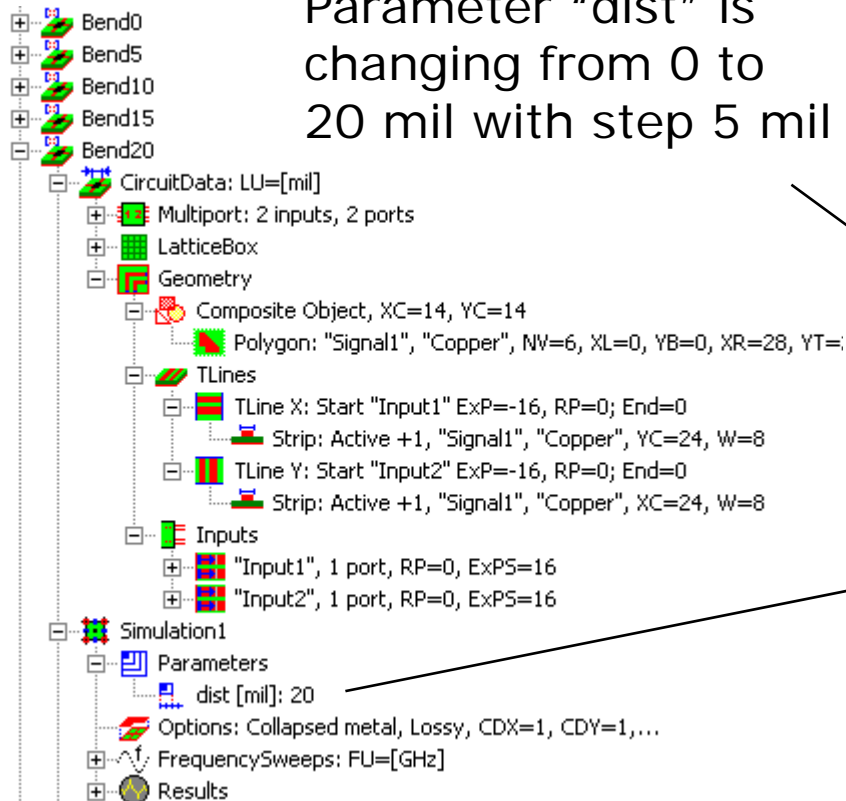 Parameter “dist” is
changing from 0 to
20 mil with step 5 mil
Bend0
Bend5
Bend10
Bend15
Bend20
CircuitData: LU=[mil]
Multiport: 2 inputs, 2 ports
LatticeBox
Geometry
Composite Object, XC=14, YC=14
Polygon: "Signal1", "Copper", NV=6, XL=0, YB=0, XR=28, YT=
TLines
TLine X: Start "Input1" ExP=-16, RP=0; End=0
Strip: Active +1, "Signal1", "Copper", YC=24, W=8
TLine Y: Start "Input2" ExP=-16, RP=0; End=0
Strip: Active +1, "Signal1", "Copper", XC=24, W=8
Inputs
"Input1", 1 port, RP=0, ExPS=16
"Input2", 1 port, RP=0, ExPS=16
Simulation1
Parameters
dist [mil]: 20
Options: Collapsed metal, Lossy, CDX=1, CDY=1,...
FrequencySweeps: FU=[GHz]
Results